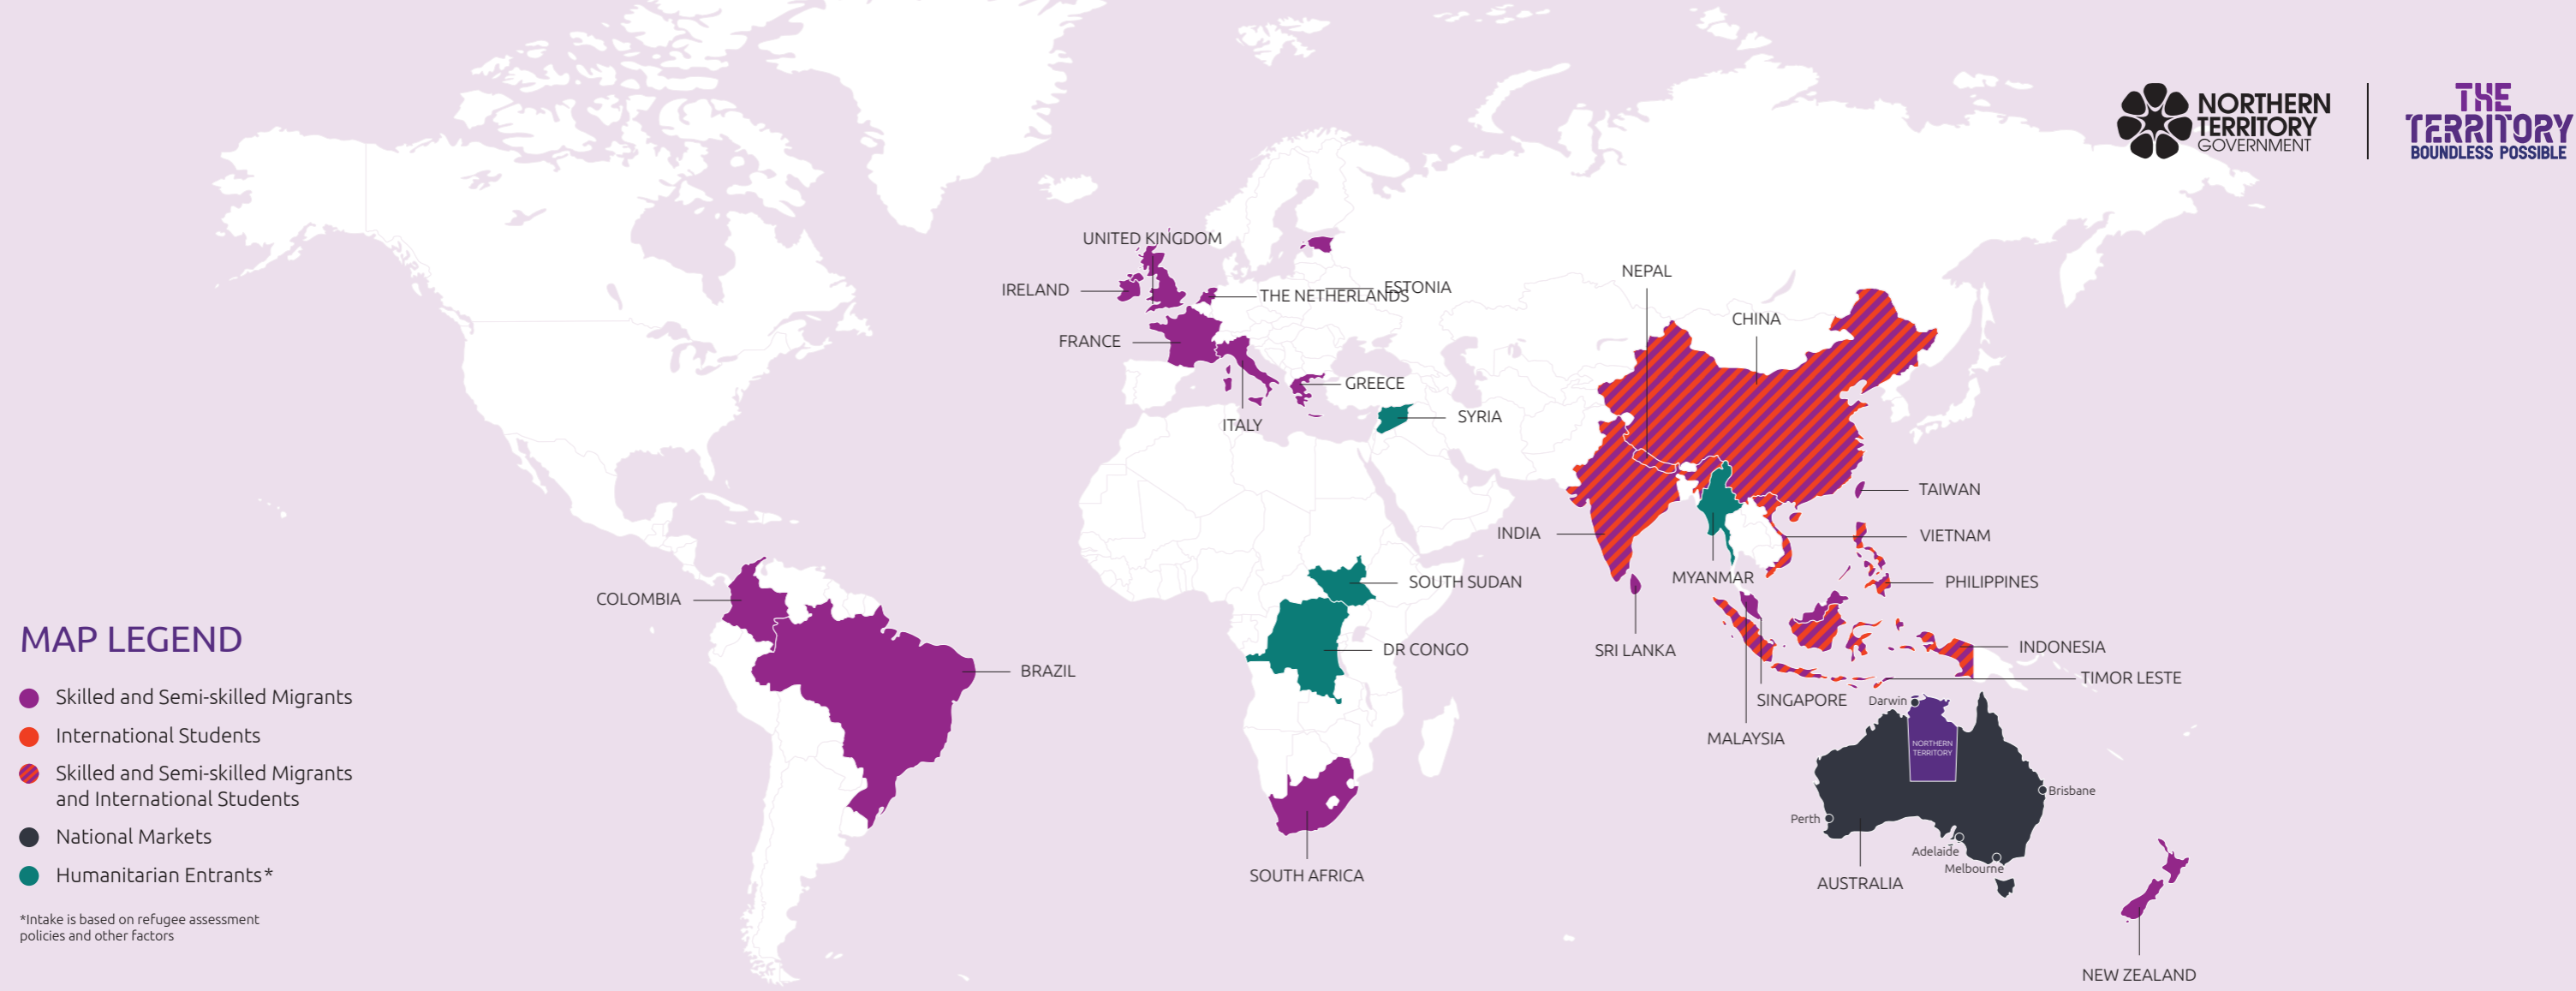 NORTHERN
TERRITORY
GOVERNMENT
THE
TERRITORY
BOUNDLESS POSSIBLE
UNITED KINGDOM
IRELAND
THE NETHERLANDS
ESTONIA
FRANCE
GREECE
ITALY
SYRIA
NEPAL
CHINA
TAIWAN
INDIA
VIETNAM
MYANMAR
PHILIPPINES
SOUTH SUDAN
COLOMBIA
DR CONGO
SRI LANKA
INDONESIA
BRAZIL
TIMOR LESTE
SINGAPORE
MALAYSIA
Darwin
NORTHERN
TERRITORY
Brisbane
Perth
Adelaide
Melbourne
AUSTRALIA
SOUTH AFRICA
NEW ZEALAND
MAP LEGEND
Skilled and Semi-skilled Migrants
International Students
Skilled and Semi-skilled Migrants
and International Students
National Markets
Humanitarian Entrants*
*Intake is based on refugee assessment
policies and other factors